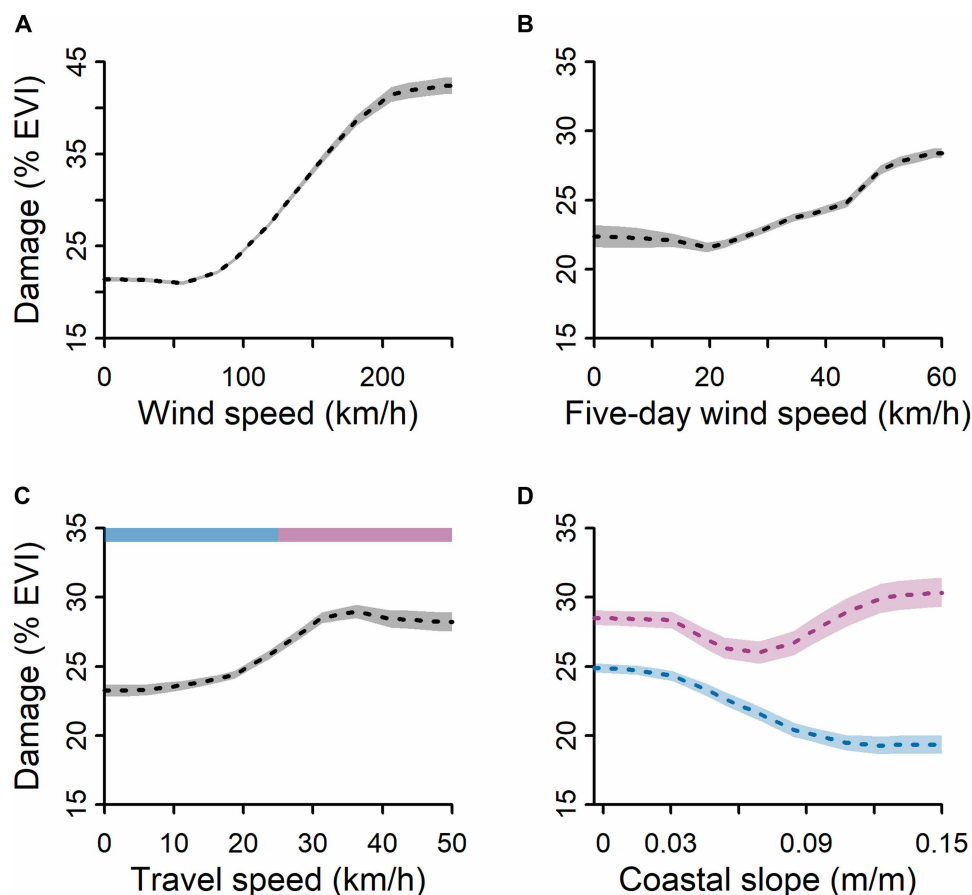 A
Damage (% EVI)
45
35
25
15
0 100 200
Wind speed (km/h)
B
35
30
25
20
15
0 20 40 60
Five-day wind speed (km/h)
C
Damage (% EVI)
35
30
25
20
15
0 10 20 30 40 50
Travel speed (km/h)
D
35
30
25
20
15
0 0.03 0.09 0.15
Coastal slope (m/m)